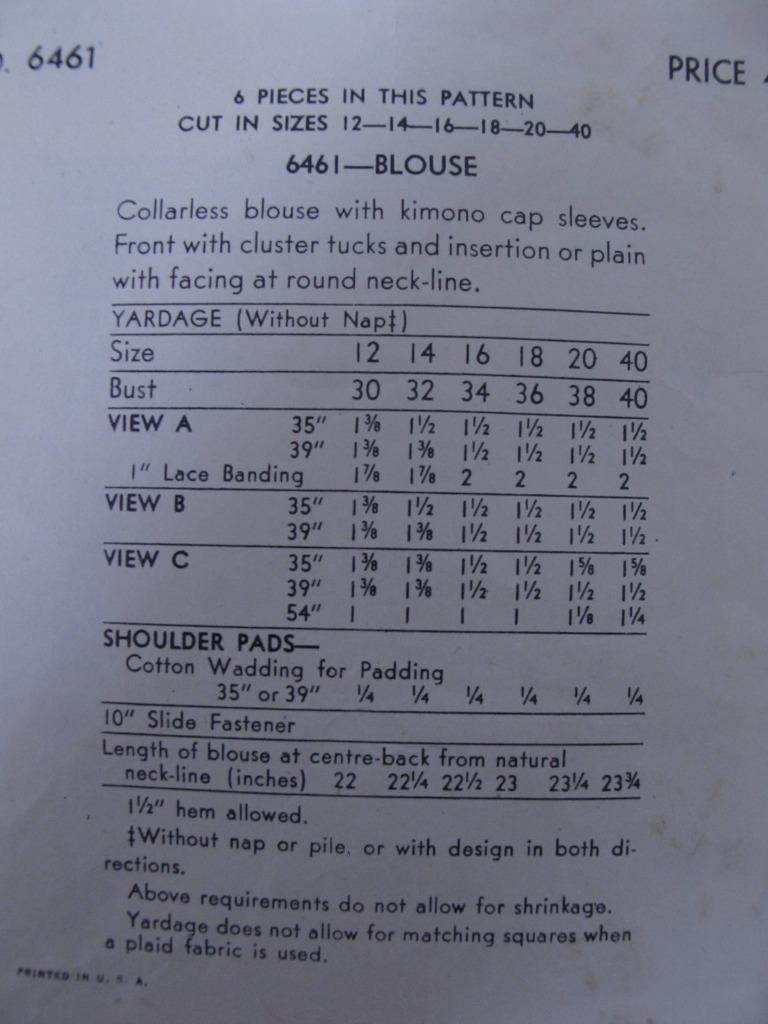 . 6461
PRICE
6 PIECES IN THIS PATTERN
CUT IN SIZES 12—14—16—18—20—40
6461—BLOUSE
Collarless blouse with kimono cap sleeves.
Front with cluster tucks and insertion or plain
with facing at round neck-line.
YARDAGE (Without Nap‡)
Size 12 14 16 18 20 40
Bust 30 32 34 36 38 40
VIEW A 35″ 1⅜ 1½ 1½ 1½ 1½ 1½
39″ 1⅜ 1⅜ 1½ 1½ 1½ 1½
1″ Lace Banding 1⅞ 1⅞ 2 2 2 2
VIEW B 35″ 1⅜ 1½ 1½ 1½ 1½ 1½
39″ 1⅜ 1⅜ 1½ 1½ 1½ 1½
VIEW C 35″ 1⅜ 1⅜ 1½ 1½ 1⅝ 1⅝
39″ 1⅜ 1⅜ 1½ 1½ 1½ 1½
54″ 1 1 1 1 1⅛ 1¼
SHOULDER PADS—
Cotton Wadding for Padding
35″ or 39″ ¼ ¼ ¼ ¼ ¼ ¼
10″ Slide Fastener
Length of blouse at centre-back from natural
neck-line (inches) 22 22¼ 22½ 23 23¼ 23¾
1½″ hem allowed.
‡Without nap or pile, or with design in both di-
rections.
Above requirements do not allow for shrinkage.
Yardage does not allow for matching squares when
a plaid fabric is used.
PRINTED IN U. S. A.